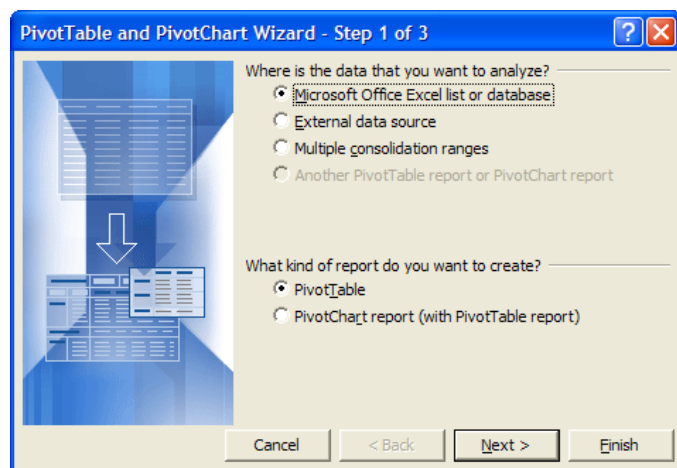 PivotTable and PivotChart Wizard - Step 1 of 3
Where is the data that you want to analyze?
Microsoft Office Excel list or database
External data source
Multiple consolidation ranges
Another PivotTable report or PivotChart report
What kind of report do you want to create?
PivotTable
PivotChart report (with PivotTable report)
Cancel < Back Next > Finish